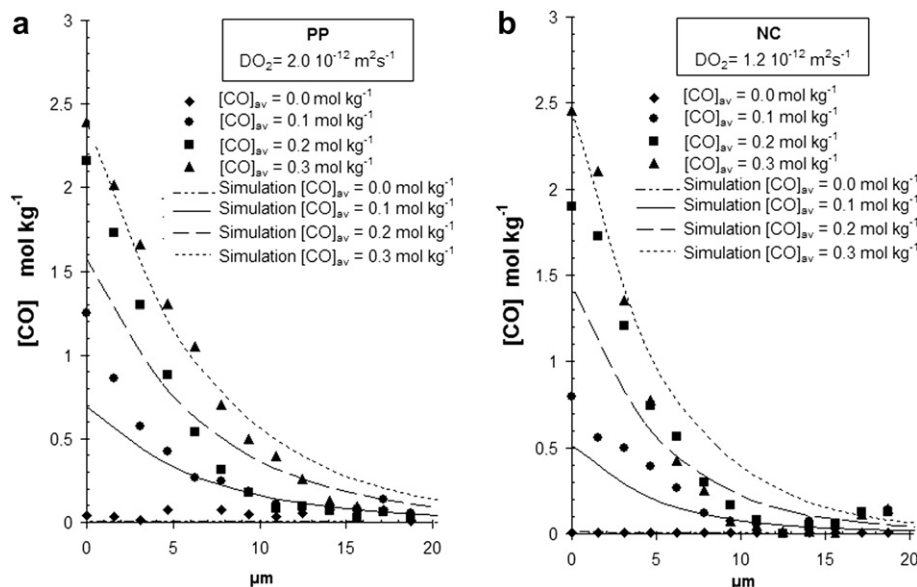 a
PP
DO₂= 2.0 10⁻¹² m²s⁻¹
[CO]av = 0.0 mol kg⁻¹
[CO]av = 0.1 mol kg⁻¹
[CO]av = 0.2 mol kg⁻¹
[CO]av = 0.3 mol kg⁻¹
Simulation [CO]av = 0.0 mol kg⁻¹
Simulation [CO]av = 0.1 mol kg⁻¹
Simulation [CO]av = 0.2 mol kg⁻¹
Simulation [CO]av = 0.3 mol kg⁻¹
[CO] mol kg⁻¹
3
2.5
2
1.5
1
0.5
0
0 5 10 15 20
µm
b
NC
DO₂= 1.2 10⁻¹² m²s⁻¹
[CO]av = 0.0 mol kg⁻¹
[CO]av = 0.1 mol kg⁻¹
[CO]av = 0.2 mol kg⁻¹
[CO]av = 0.3 mol kg⁻¹
Simulation [CO]av = 0.0 mol kg⁻¹
Simulation [CO]av = 0.1 mol kg⁻¹
Simulation [CO]av = 0.2 mol kg⁻¹
Simulation [CO]av = 0.3 mol kg⁻¹
[CO] mol kg⁻¹
3
2.5
2
1.5
1
0.5
0
0 5 10 15 20
µm